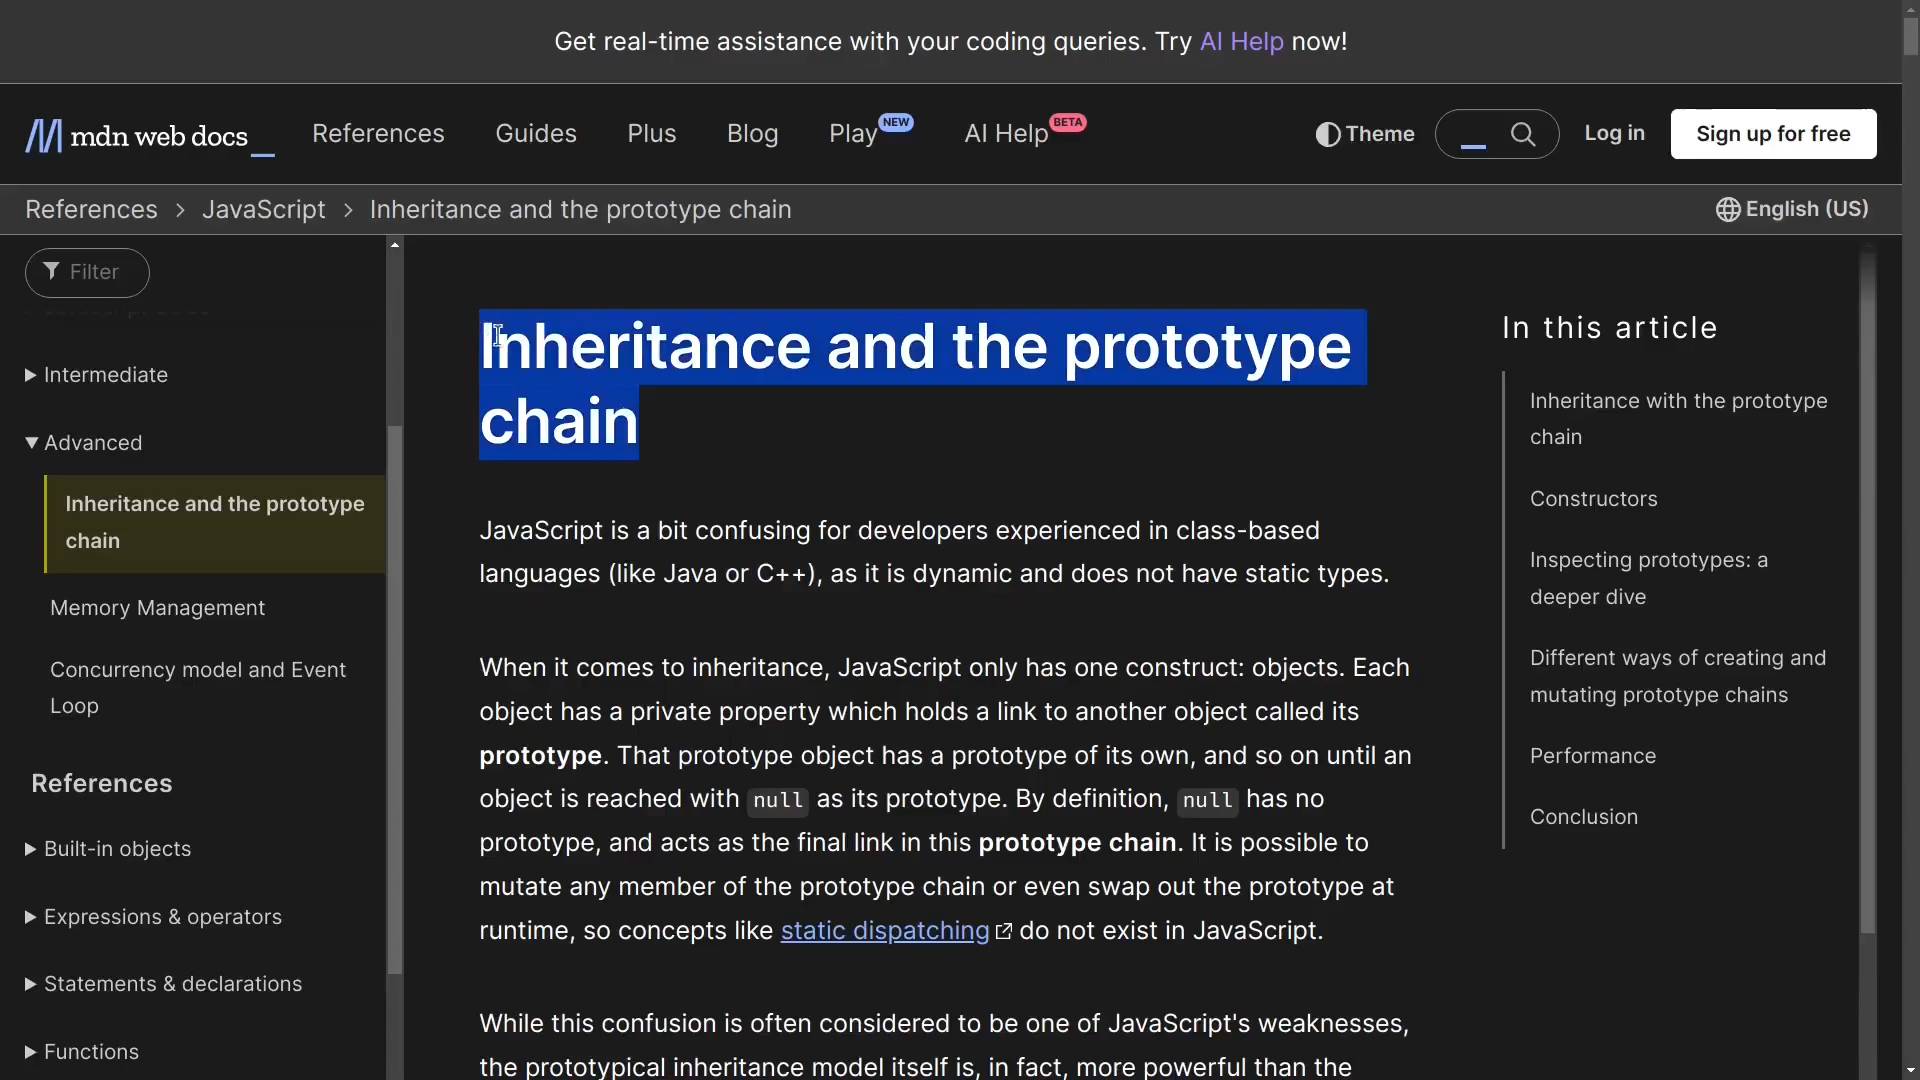 Get real-time assistance with your coding queries. Try AI Help now!
mdn web docs_
References
Guides
Plus
Blog
Play
NEW
AI Help
BETA
Theme
Log in
Sign up for free
References > JavaScript > Inheritance and the prototype chain
English (US)
Filter
Intermediate
Advanced
Inheritance and the prototype
chain
Memory Management
Concurrency model and Event
Loop
References
Built-in objects
Expressions & operators
Statements & declarations
Functions
Inheritance and the prototype
chain
JavaScript is a bit confusing for developers experienced in class-based
languages (like Java or C++), as it is dynamic and does not have static types.
When it comes to inheritance, JavaScript only has one construct: objects. Each
object has a private property which holds a link to another object called its
prototype. That prototype object has a prototype of its own, and so on until an
object is reached with null as its prototype. By definition, null has no
prototype, and acts as the final link in this prototype chain. It is possible to
mutate any member of the prototype chain or even swap out the prototype at
runtime, so concepts like static dispatching do not exist in JavaScript.
While this confusion is often considered to be one of JavaScript's weaknesses,
the prototypical inheritance model itself is, in fact, more powerful than the
In this article
Inheritance with the prototype
chain
Constructors
Inspecting prototypes: a
deeper dive
Different ways of creating and
mutating prototype chains
Performance
Conclusion